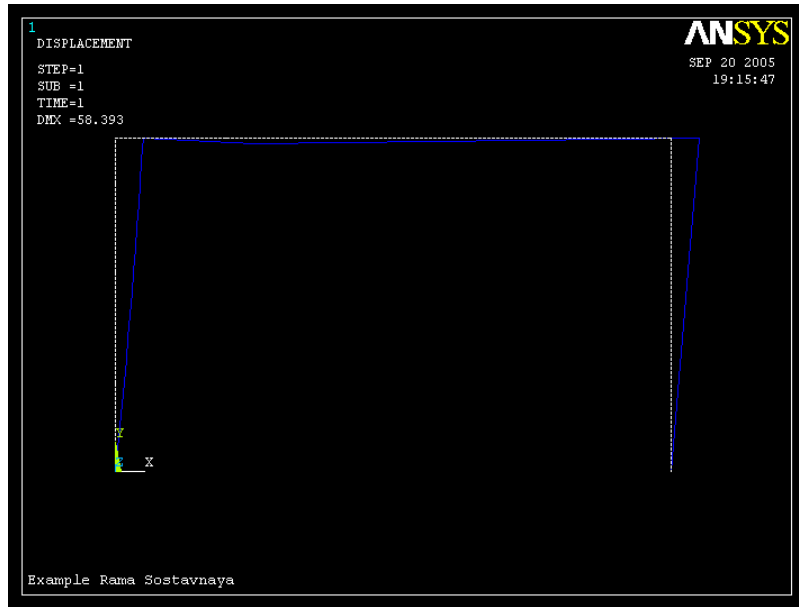 1
DISPLACEMENT
STEP=1
SUB =1
TIME=1
DMX =58.393
ANSYS
SEP 20 2005
19:15:47
Y
Z X
Example Rama Sostavnaya